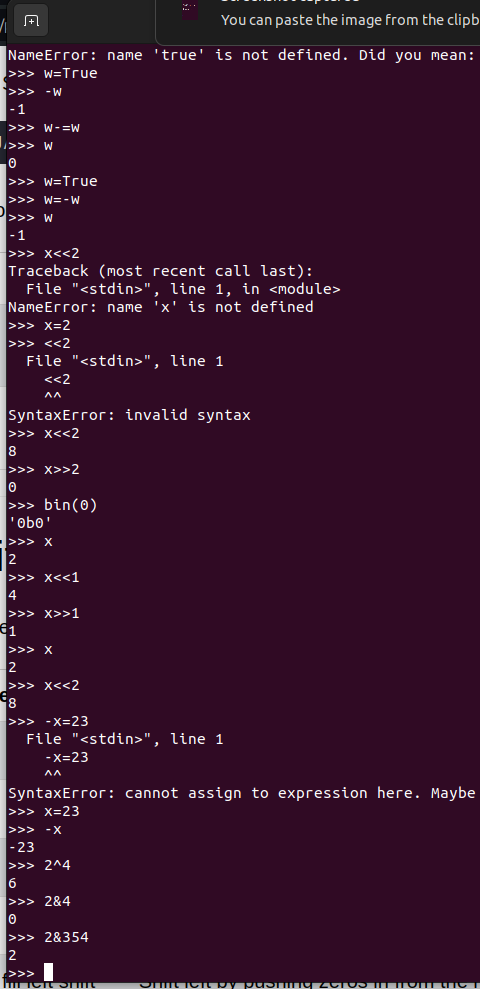 Screenshot captured
You can paste the image from the clipb
NameError: name 'true' is not defined. Did you mean:
>>> w=True
>>> -w
-1
>>> w-=w
>>> w
0
>>> w=True
>>> w=-w
>>> w
-1
>>> x<<2
Traceback (most recent call last):
  File "<stdin>", line 1, in <module>
NameError: name 'x' is not defined
>>> x=2
>>> <<2
  File "<stdin>", line 1
    <<2
    ^^
SyntaxError: invalid syntax
>>> x<<2
8
>>> x>>2
0
>>> bin(0)
'0b0'
>>> x
2
>>> x<<1
4
>>> x>>1
1
>>> x
2
>>> x<<2
8
>>> -x=23
  File "<stdin>", line 1
    -x=23
    ^^
SyntaxError: cannot assign to expression here. Maybe
>>> x=23
>>> -x
-23
>>> 2^4
6
>>> 2&4
0
>>> 2&354
2
>>>
fill left shift Shift left by pushing zeros in from the